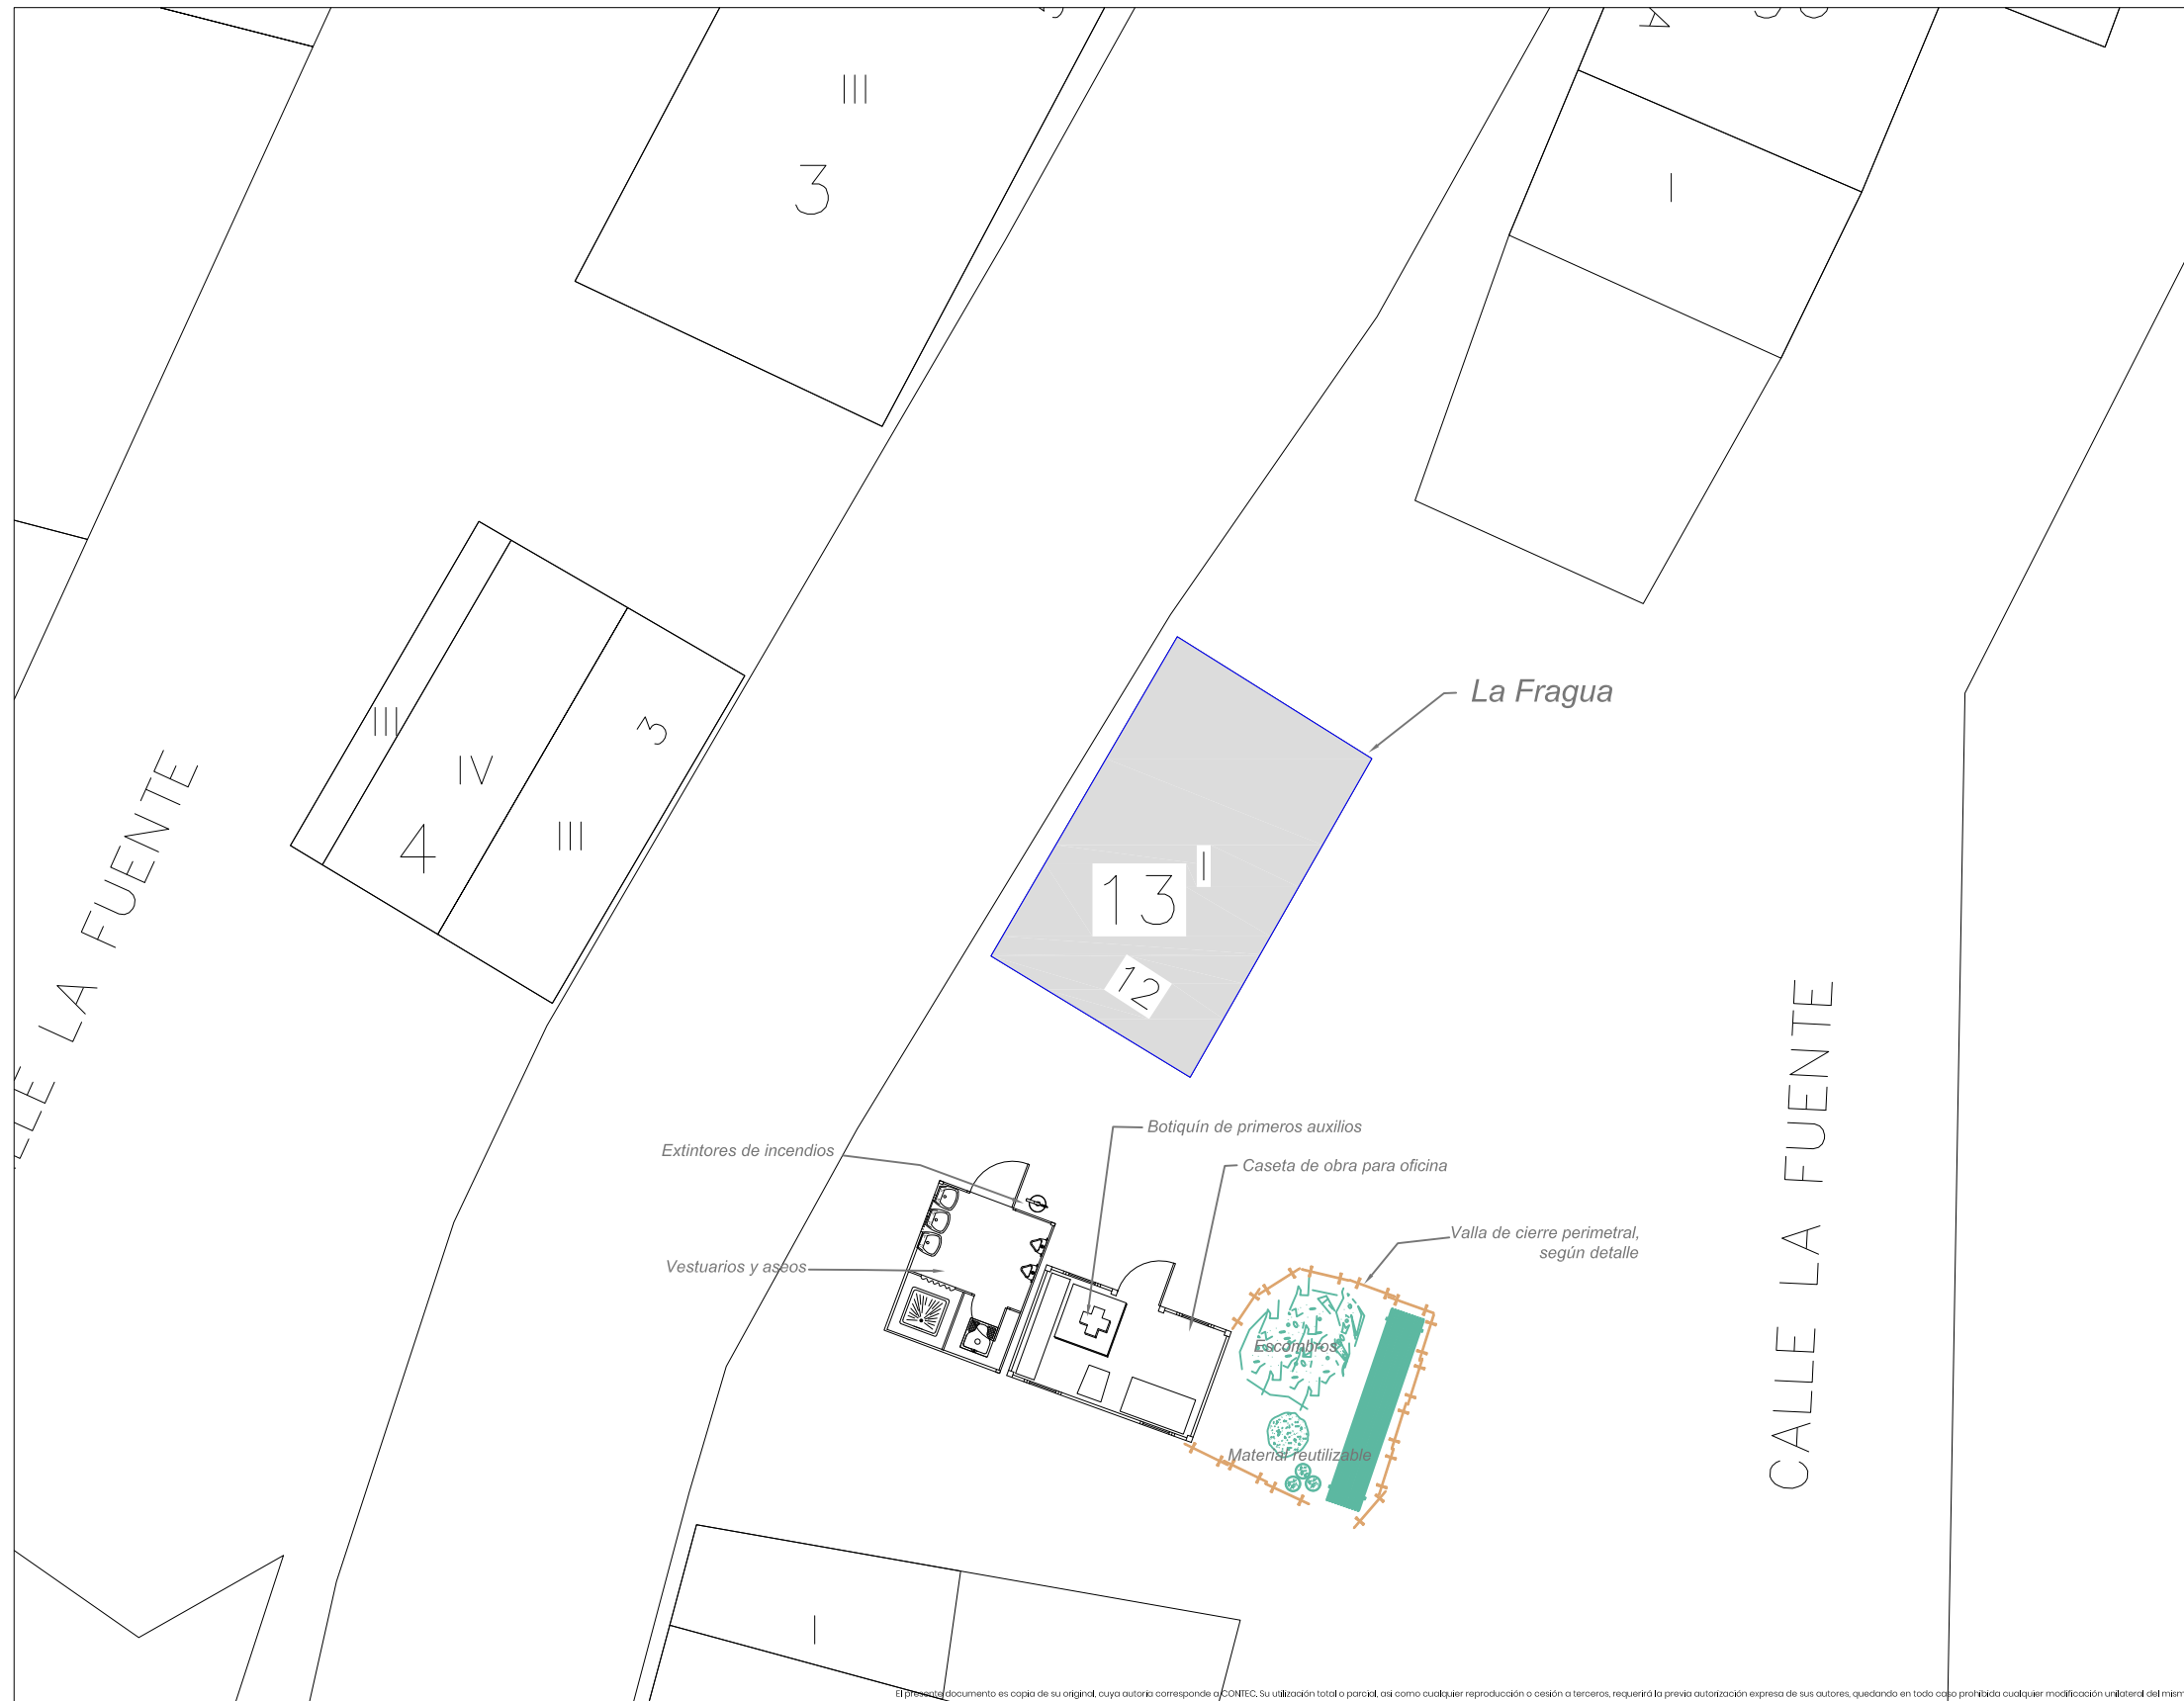 III
3
I
La Fragua
III
IV
4
III
3
13
I
12
LA FUENTE
CALLE LA FUENTE
Botiquín de primeros auxilios
Extintores de incendios
Caseta de obra para oficina
Valla de cierre perimetral,
según detalle
Vestuarios y aseos
Escombros
Material reutilizable
I
El presente documento es copia de su original, cuya autoria corresponde a CONTEC. Su utilización total o parcial, asi como cualquier reproducción o cesión a terceros, requerirá la previa autorización expresa de sus autores, quedando en todo caso prohibida cualquier modificación unilateral del